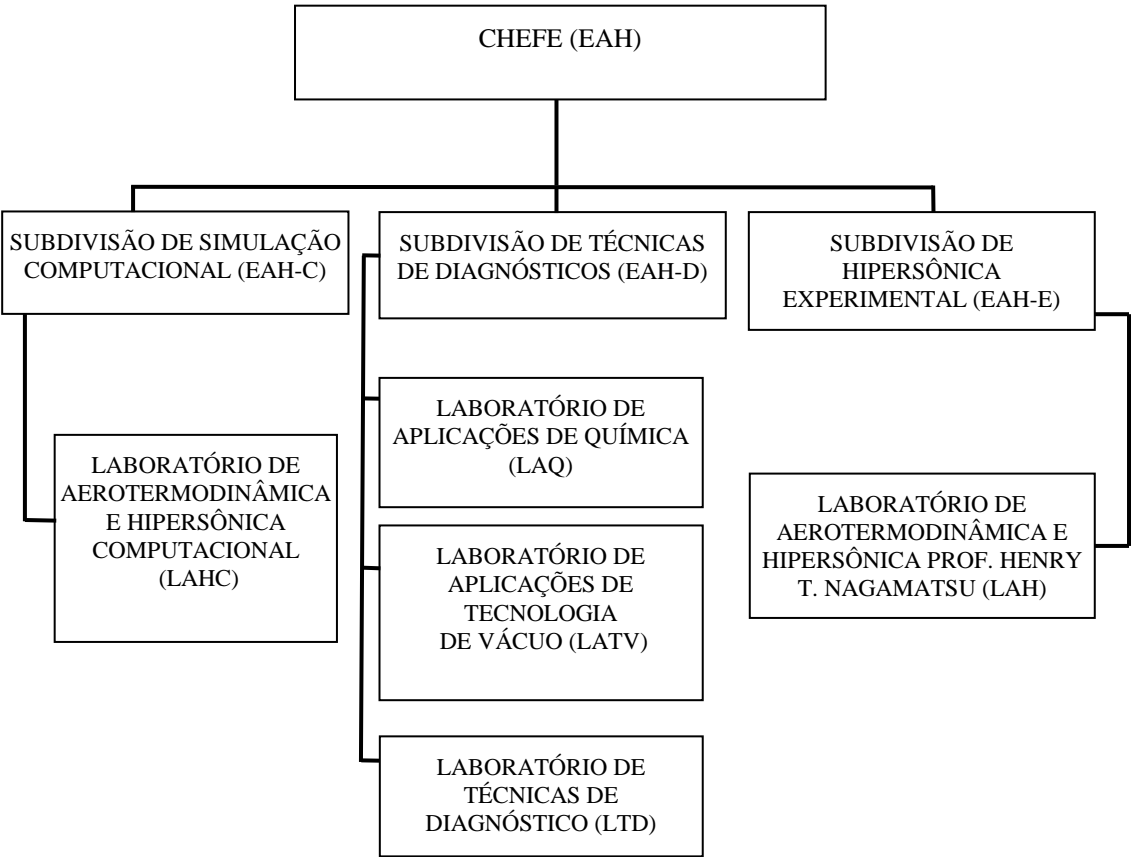 CHEFE (EAH)
SUBDIVISÃO DE SIMULAÇÃO
COMPUTACIONAL (EAH-C)
SUBDIVISÃO DE TÉCNICAS
DE DIAGNÓSTICOS (EAH-D)
SUBDIVISÃO DE
HIPERSÔNICA
EXPERIMENTAL (EAH-E)
LABORATÓRIO DE
AEROTERMODINÂMICA
E HIPERSÔNICA
COMPUTACIONAL
(LAHC)
LABORATÓRIO DE
APLICAÇÕES DE QUÍMICA
(LAQ)
LABORATÓRIO DE
APLICAÇÕES DE
TECNOLOGIA
DE VÁCUO (LATV)
LABORATÓRIO DE
TÉCNICAS DE
DIAGNÓSTICO (LTD)
LABORATÓRIO DE
AEROTERMODINÂMICA E
HIPERSÔNICA PROF. HENRY
T. NAGAMATSU (LAH)